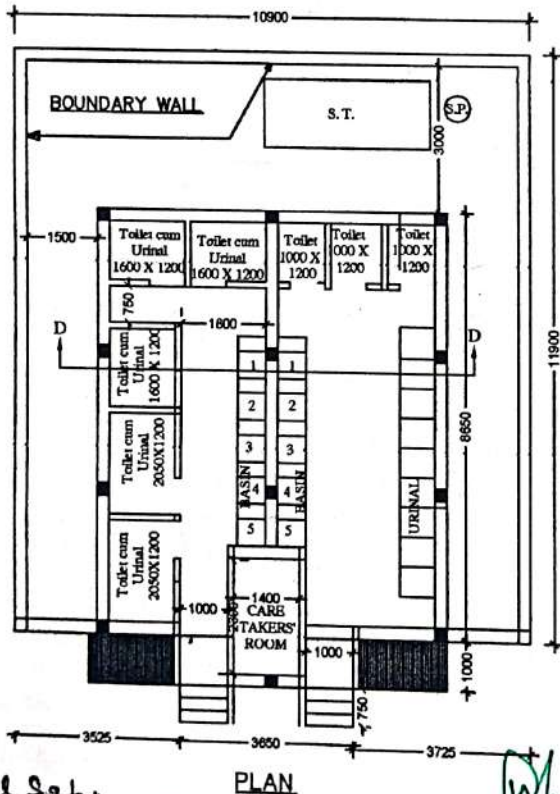 10900
BOUNDARY WALL
S.T.
S.P.
3000
1500
Toilet cum
Urinal
1600 X 1200
Toilet cum
Urinal
1600 X 1200
Toilet
1000 X
1200
Toilet
000 X
1200
Toilet
1000 X
1200
750
1800
D
D
Toilet cum
Urinal
1600 X 1200
Toilet cum
Urinal
2050X1200
Toilet cum
Urinal
2050X1200
1
2
3
4
5
BASIN
1
2
3
4
5
BASIN
URINAL
11900
8650
1000
1400
CARE
TAKERS'
ROOM
1000
1000
750
3525
3650
3725
PLAN